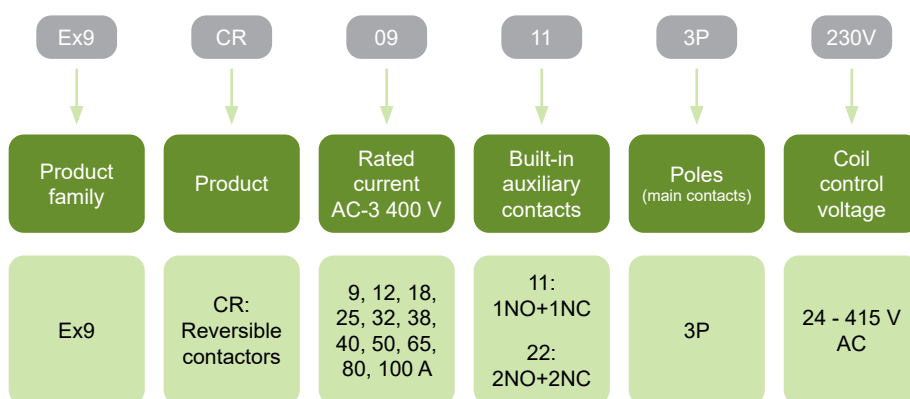 Ex9
CR
09
11
3P
230V
Product
family
Product
Rated
current
AC-3 400 V
Built-in
auxiliary
contacts
Poles
(main contacts)
Coil
control
voltage
Ex9
CR:
Reversible
contactors
9, 12, 18,
25, 32, 38,
40, 50, 65,
80, 100 A
11:
1NO+1NC
22:
2NO+2NC
3P
24 - 415 V
AC